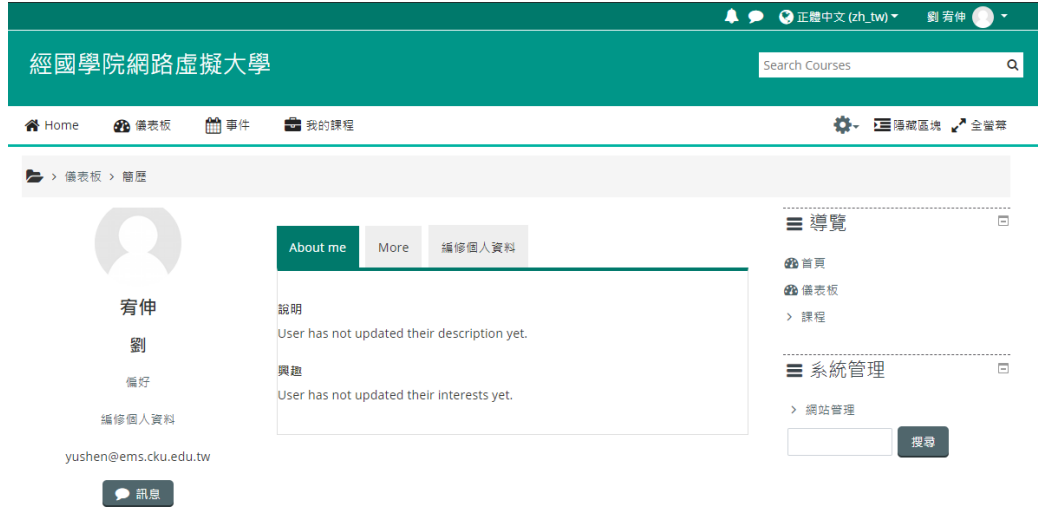 正體中文 (zh_tw) 劉 宥伸
經國學院網路虛擬大學
Search Courses
Home 儀表板 事件 我的課程 隱藏區塊 全螢幕
> 儀表板 > 簡歷
宥伸
劉
偏好
編修個人資料
yushen@ems.cku.edu.tw
訊息
About me More 編修個人資料
說明
User has not updated their description yet.
興趣
User has not updated their interests yet.
導覽
首頁
儀表板
> 課程
系統管理
> 網站管理
搜尋